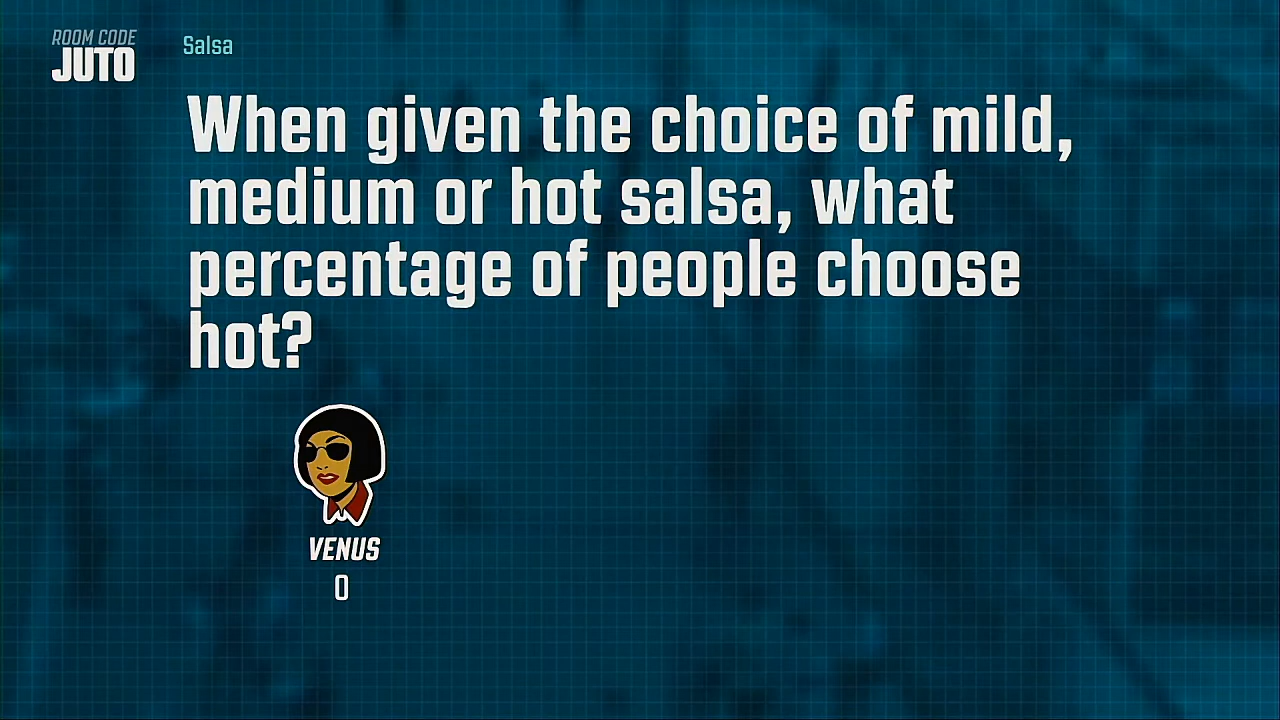 ROOM CODE
JUTO
Salsa
When given the choice of mild,
medium or hot salsa, what
percentage of people choose
hot?
VENUS
0